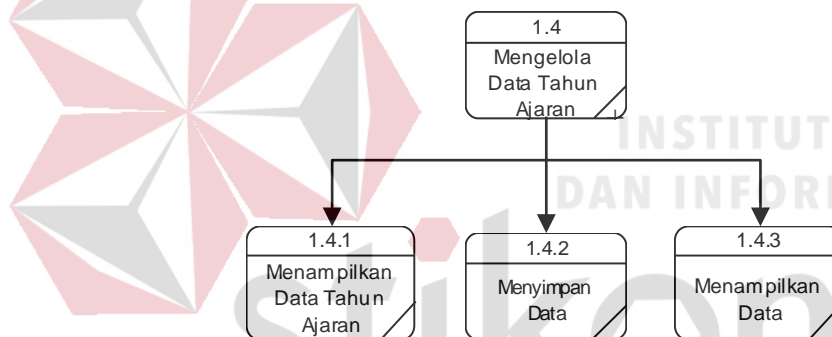 1.4
Mengelola
Data Tahun
Ajaran
INSTITUT
DAN INFOR
1.4.1
Menampilkan
Data Tahun
Ajaran
1.4.2
Menyimpan
Data
1.4.3
Menampilkan
Data
stikom